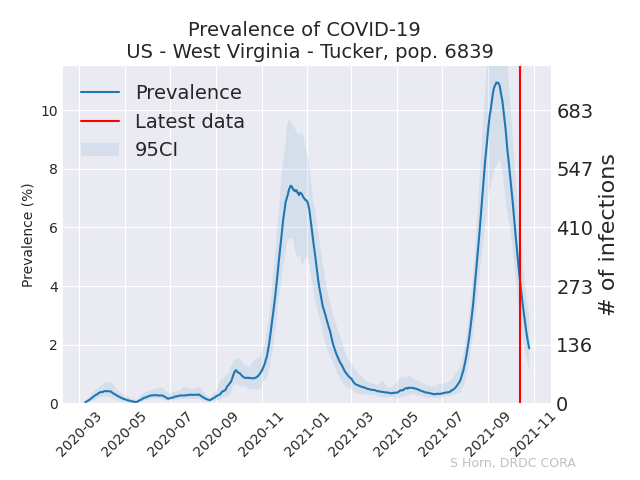 Prevalence of COVID-19
US - West Virginia - Tucker, pop. 6839
Prevalence
Latest data
95CI
Prevalence (%)
10
8
6
4
2
0
683
547
410
273
136
0
# of infections
2020-03
2020-05
2020-07
2020-09
2020-11
2021-01
2021-03
2021-05
2021-07
2021-09
2021-11
S Horn, DRDC CORA